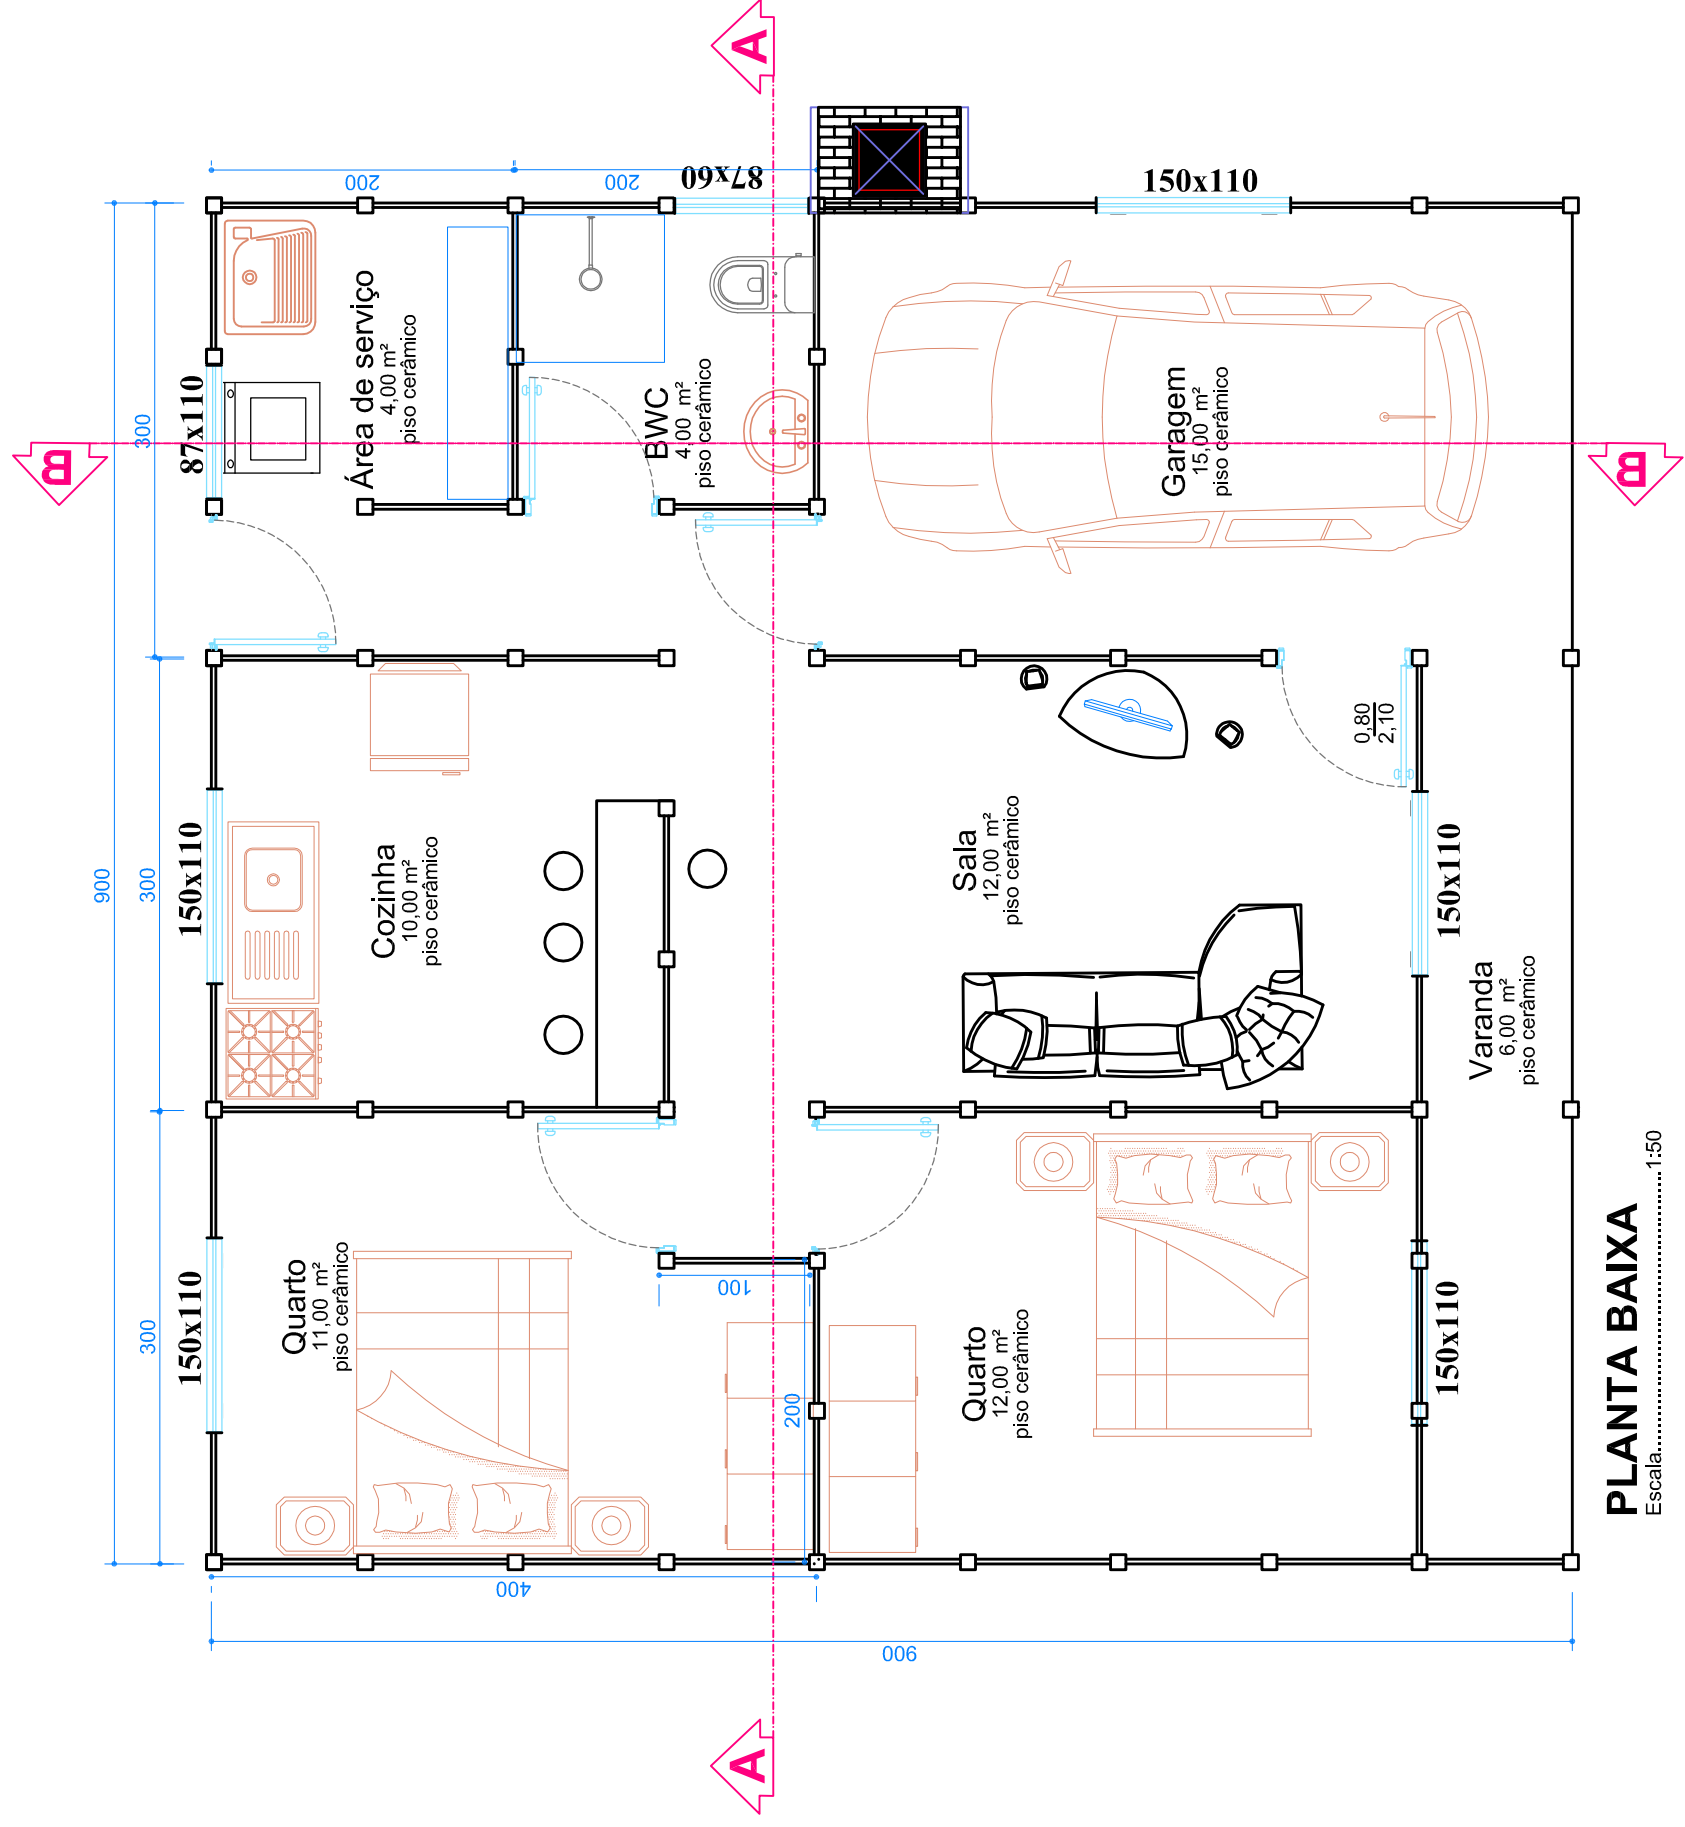 A
200
200
87x60
150x110
300
87x110
Área de serviço
4,00 m²
piso cerâmico
BWC
4,00 m²
piso cerâmico
Garagem
15,00 m²
piso cerâmico
B
B
900
300
150x110
Cozinha
10,00 m²
piso cerâmico
Sala
12,00 m²
piso cerâmico
0,80
2,10
150x110
Varanda
6,00 m²
piso cerâmico
300
150x110
Quarto
11,00 m²
piso cerâmico
100
200
Quarto
12,00 m²
piso cerâmico
150x110
400
900
A
PLANTA BAIXA
Escala..............................1:50